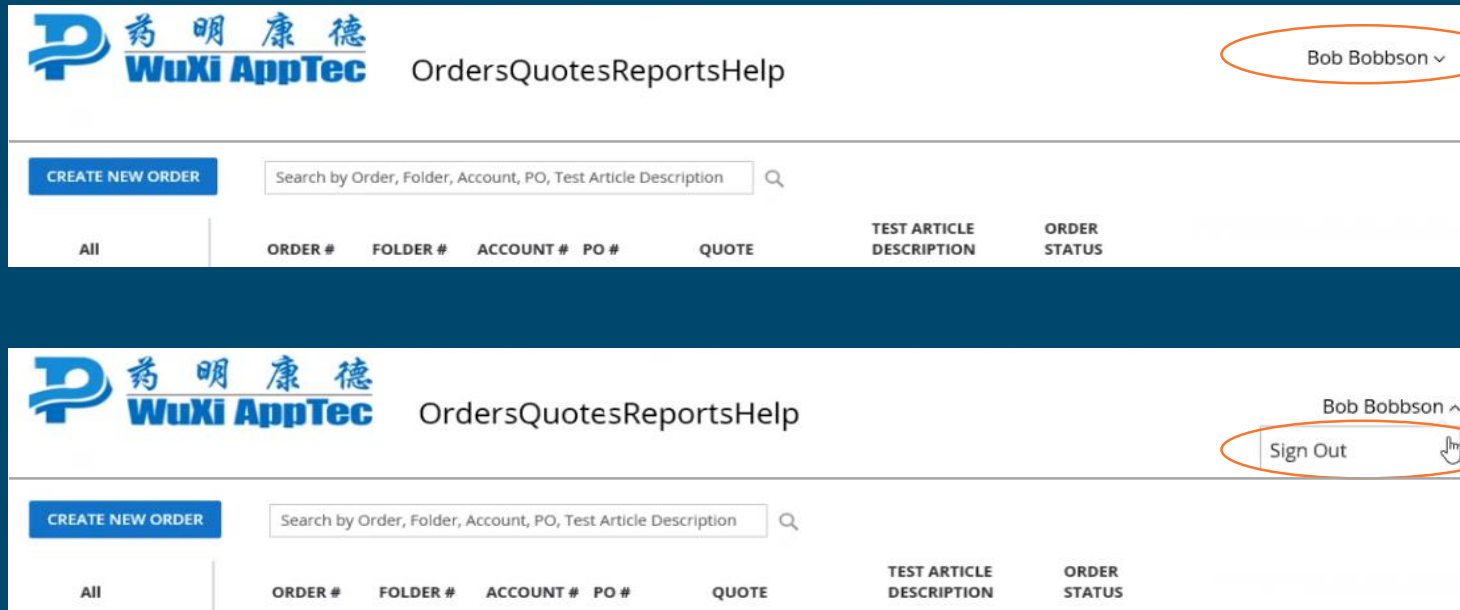 药明康德
WuXi AppTec
OrdersQuotesReportsHelp
Bob Bobbson
CREATE NEW ORDER
Search by Order, Folder, Account, PO, Test Article Description
All
ORDER #
FOLDER #
ACCOUNT #
PO #
QUOTE
TEST ARTICLE
DESCRIPTION
ORDER
STATUS
药明康德
WuXi AppTec
OrdersQuotesReportsHelp
Bob Bobbson
Sign Out
CREATE NEW ORDER
Search by Order, Folder, Account, PO, Test Article Description
All
ORDER #
FOLDER #
ACCOUNT #
PO #
QUOTE
TEST ARTICLE
DESCRIPTION
ORDER
STATUS